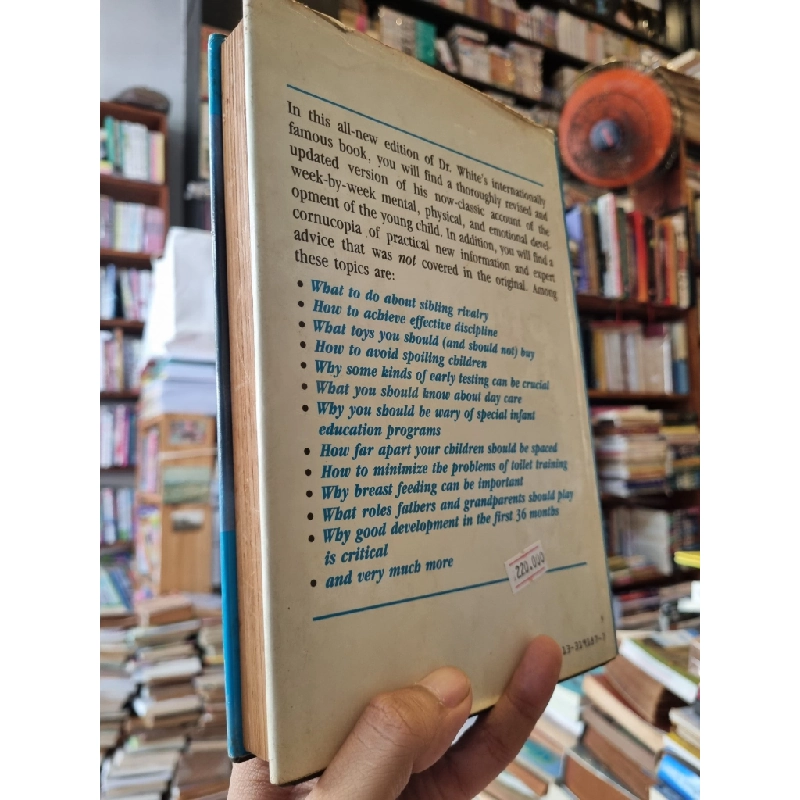 In this all-new edition of Dr. White's internationally
famous book, you will find a thoroughly revised and
updated version of his now-classic account of the
week-by-week mental, physical, and emotional devel-
opment of the young child. In addition, you will find a
cornucopia of practical new information and expert
advice that was not covered in the original. Among
these topics are:
• What to do about sibling rivalry
• How to achieve effective discipline
• What toys you should (and should not) buy
• How to avoid spoiling children
• Why some kinds of early testing can be crucial
• What you should know about day care
• Why you should be wary of special infant
education programs
• How far apart your children should be spaced
• How to minimize the problems of toilet training
• Why breast feeding can be important
• What roles fathers and grandparents should play
• Why good development in the first 36 months
is critical
• and very much more
220.000